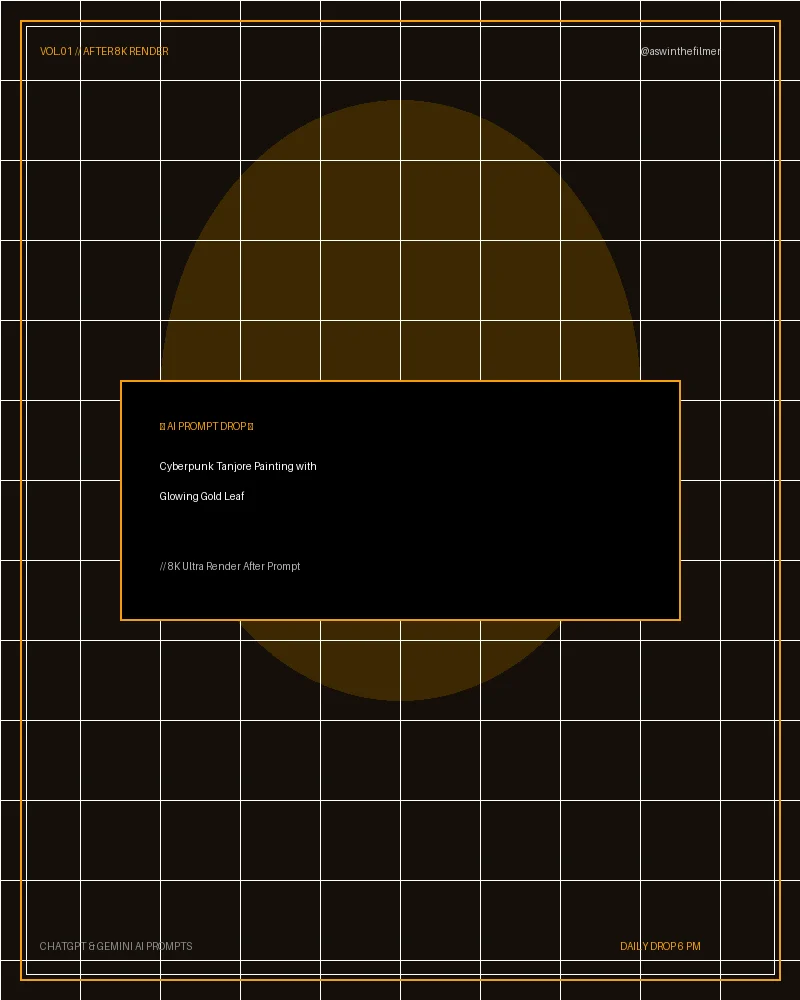 VOL.01 // AFTER 8K RENDER
@aswinthefilmer
AI PROMPT DROP
Cyberpunk Tanjore Painting with
Glowing Gold Leaf
// 8K Ultra Render After Prompt
CHATGPT & GEMINI AI PROMPTS
DAILY DROP 6 PM